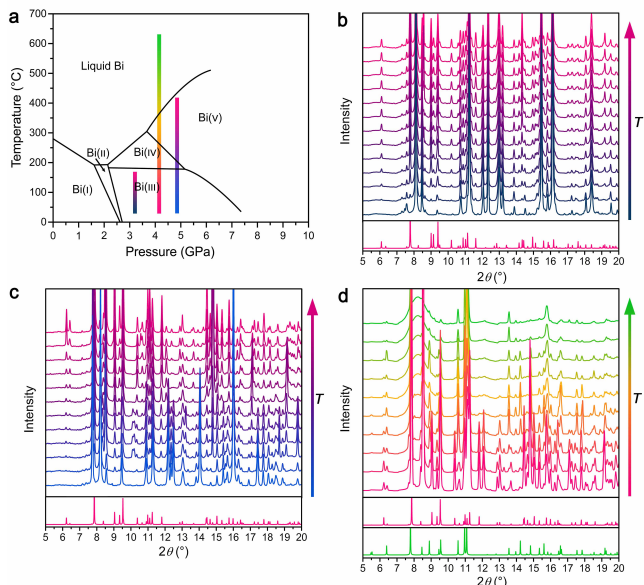 a
700
600
500
400
300
200
100
0
Temperature (°C)
Liquid Bi
Bi(V)
Bi(IV)
Bi(II)
Bi(III)
Bi(I)
0 1 2 3 4 5 6 7 8 9 10
Pressure (GPa)
b
Intensity
T
5 6 7 8 9 10 11 12 13 14 15 16 17 18 19 20
2θ (°)
c
Intensity
T
5 6 7 8 9 10 11 12 13 14 15 16 17 18 19 20
2θ (°)
d
Intensity
T
5 6 7 8 9 10 11 12 13 14 15 16 17 18 19 20
2θ (°)